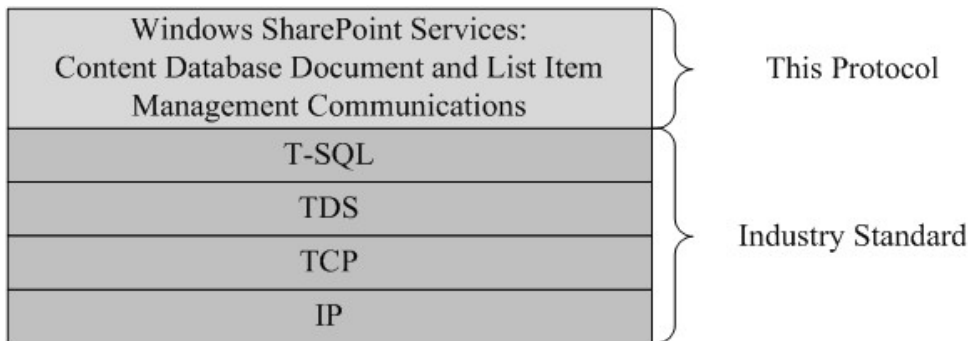 Windows SharePoint Services:
Content Database Document and List Item
Management Communications
This Protocol
T-SQL
TDS
TCP
IP
Industry Standard